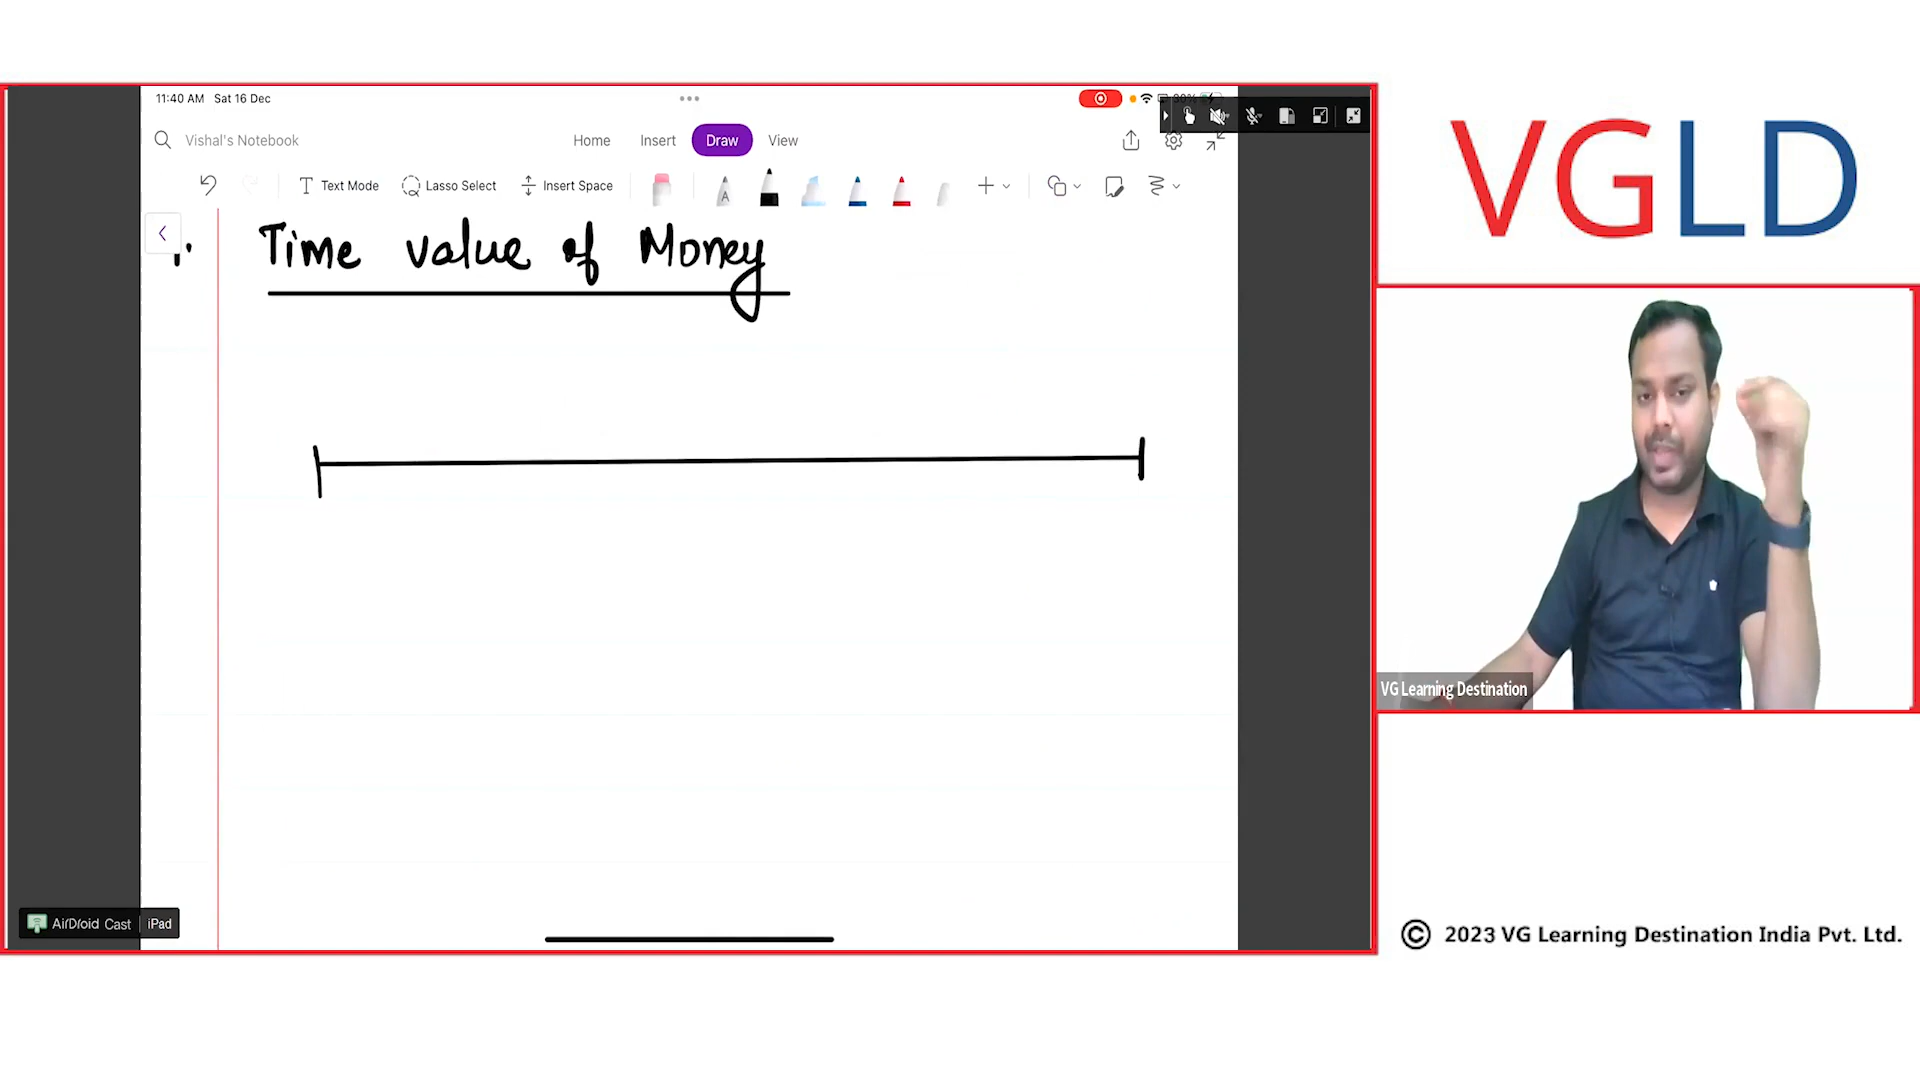 11:40 AM Sat 16 Dec
Vishal's Notebook
Home Insert Draw View
Text Mode Lasso Select Insert Space
Time value of Money
VGLD
VG Learning Destination
AirDroid Cast iPad
© 2023 VG Learning Destination India Pvt. Ltd.